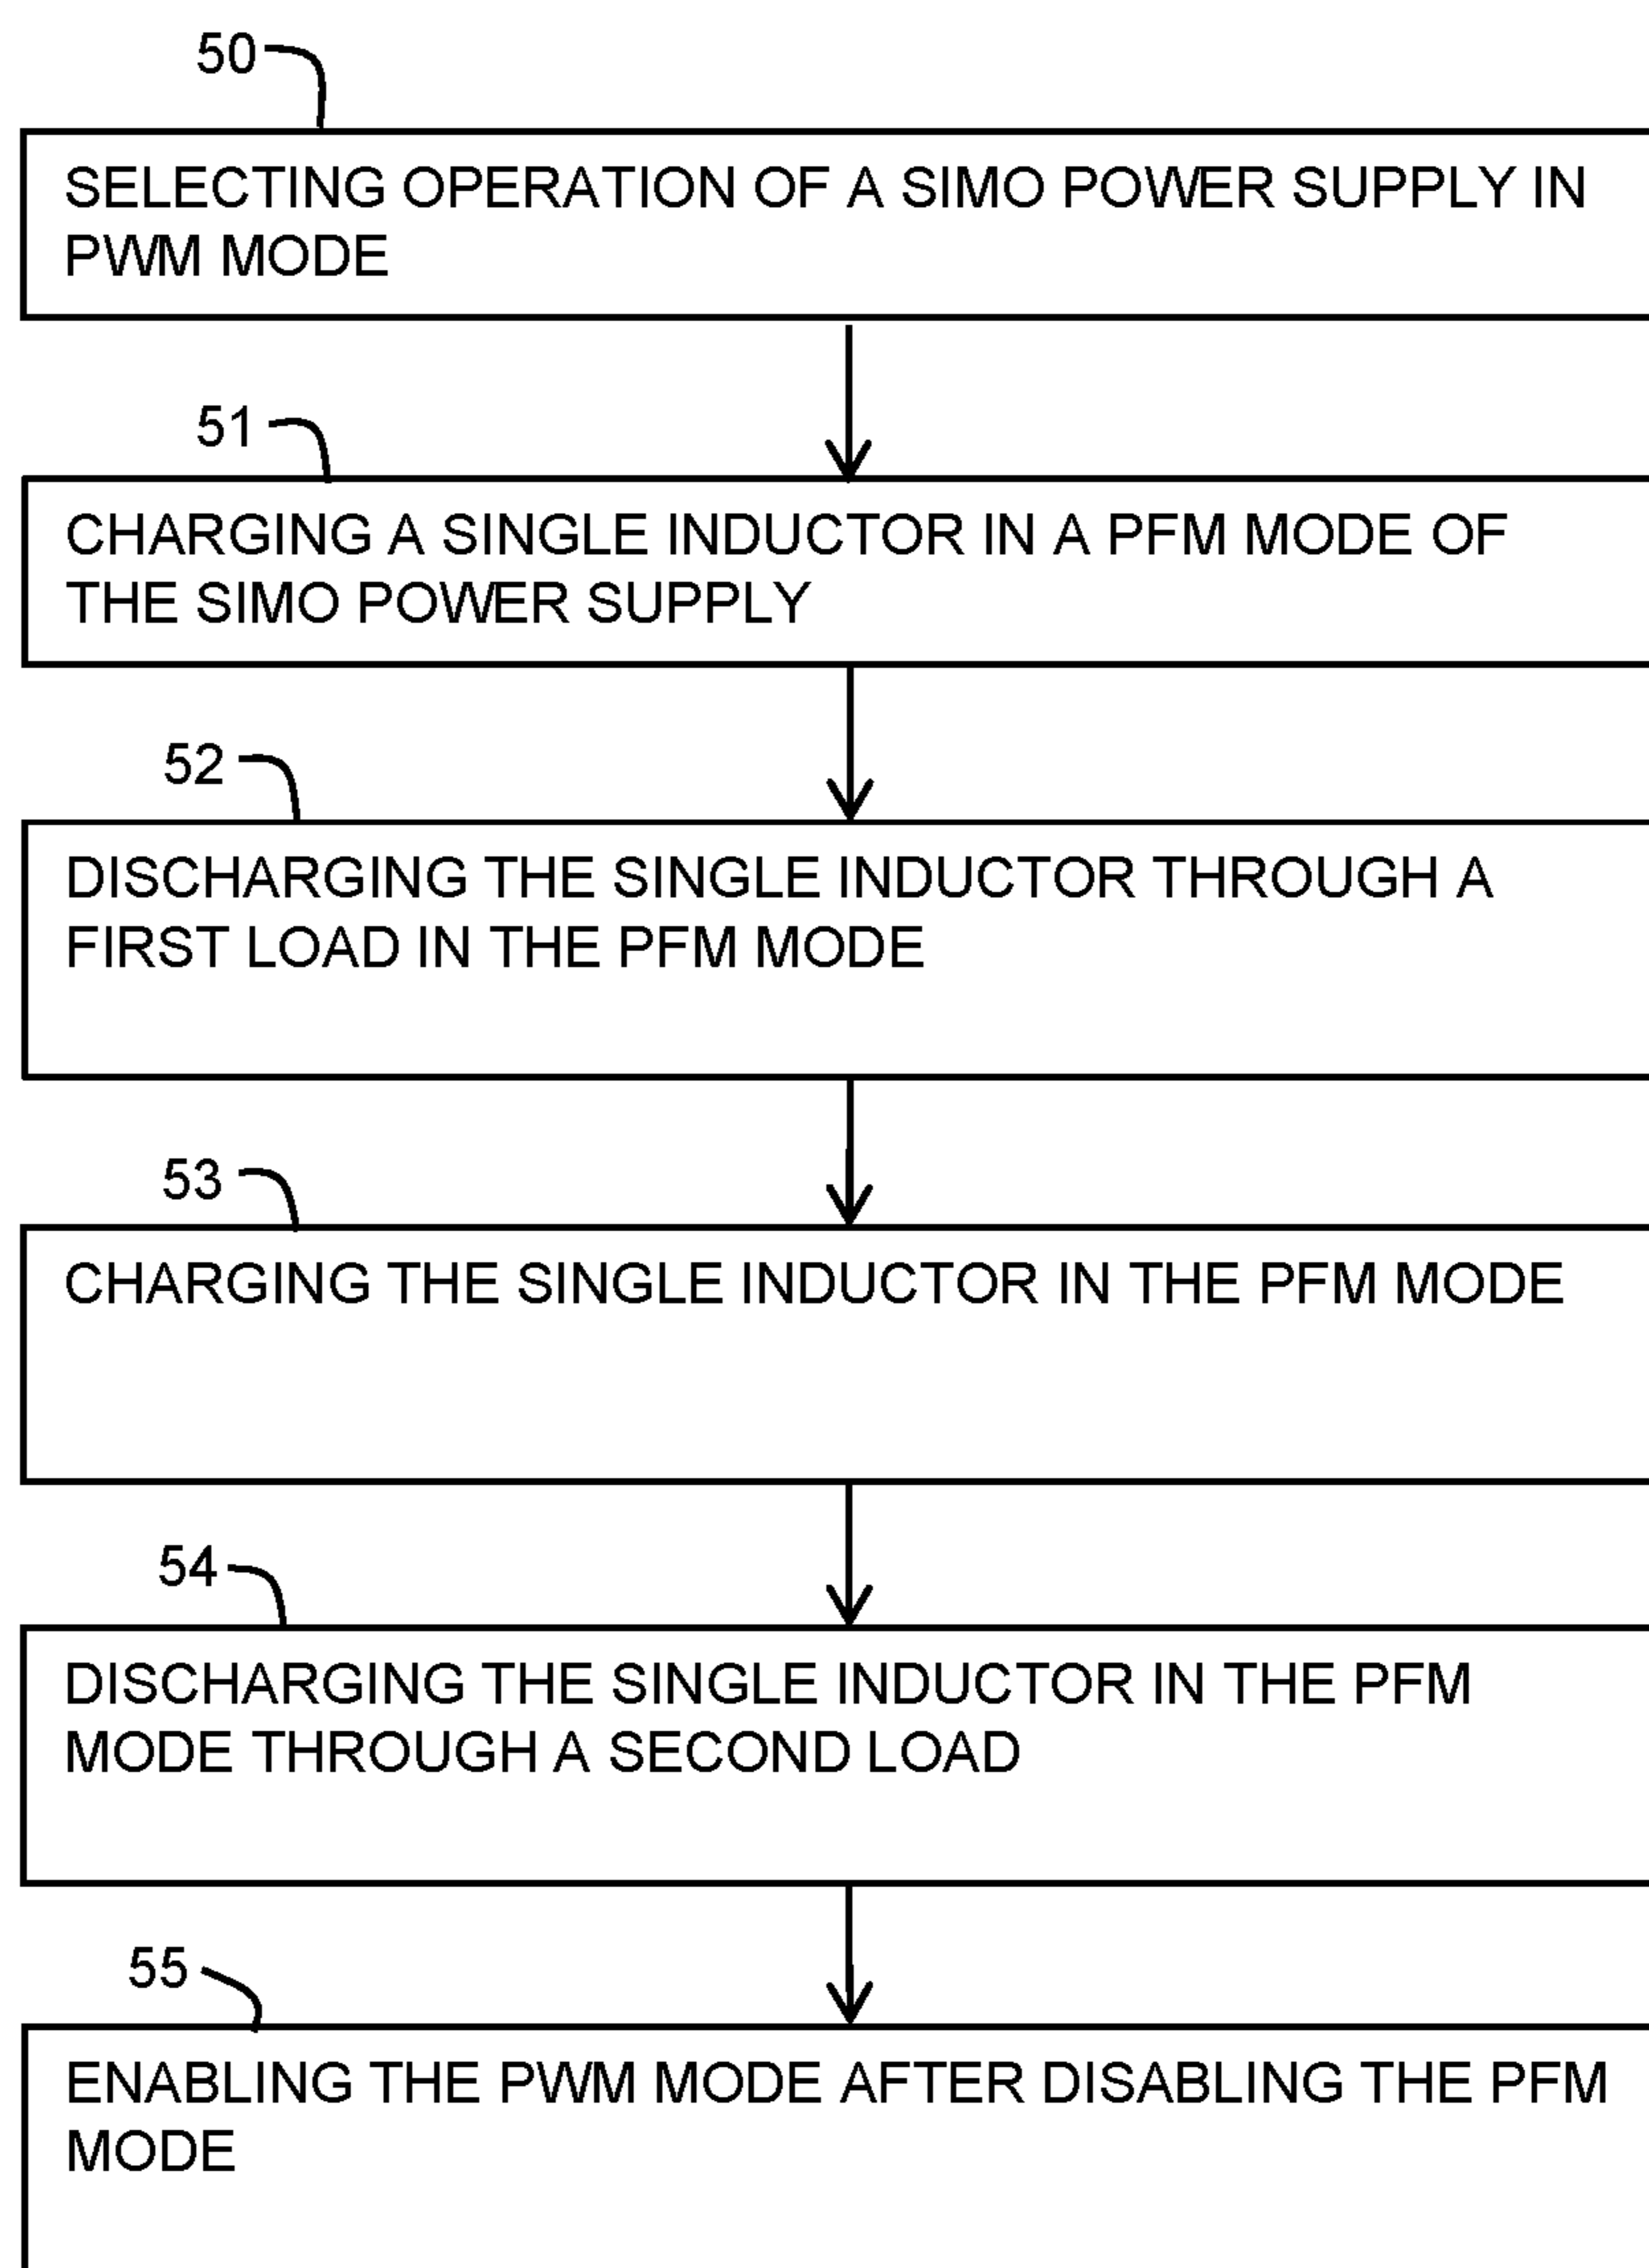 50
SELECTING OPERATION OF A SIMO POWER SUPPLY IN
PWM MODE
51
CHARGING A SINGLE INDUCTOR IN A PFM MODE OF
THE SIMO POWER SUPPLY
52
DISCHARGING THE SINGLE INDUCTOR THROUGH A
FIRST LOAD IN THE PFM MODE
53
CHARGING THE SINGLE INDUCTOR IN THE PFM MODE
54
DISCHARGING THE SINGLE INDUCTOR IN THE PFM
MODE THROUGH A SECOND LOAD
55
ENABLING THE PWM MODE AFTER DISABLING THE PFM
MODE